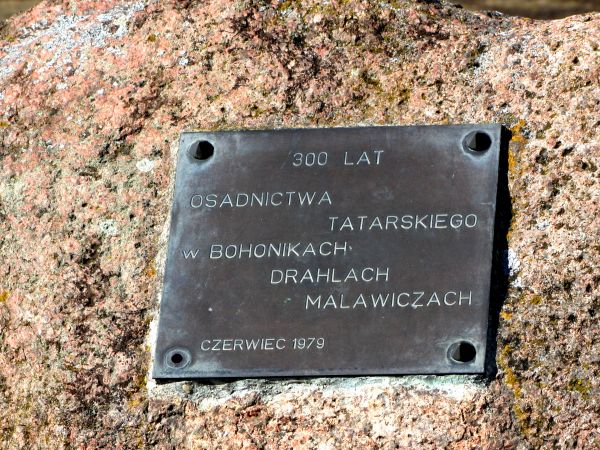 300 LAT
OSADNICTWA
TATARSKIEGO
w BOHONIKACH
DRAHLACH
MALAWICZACH
CZERWIEC 1979